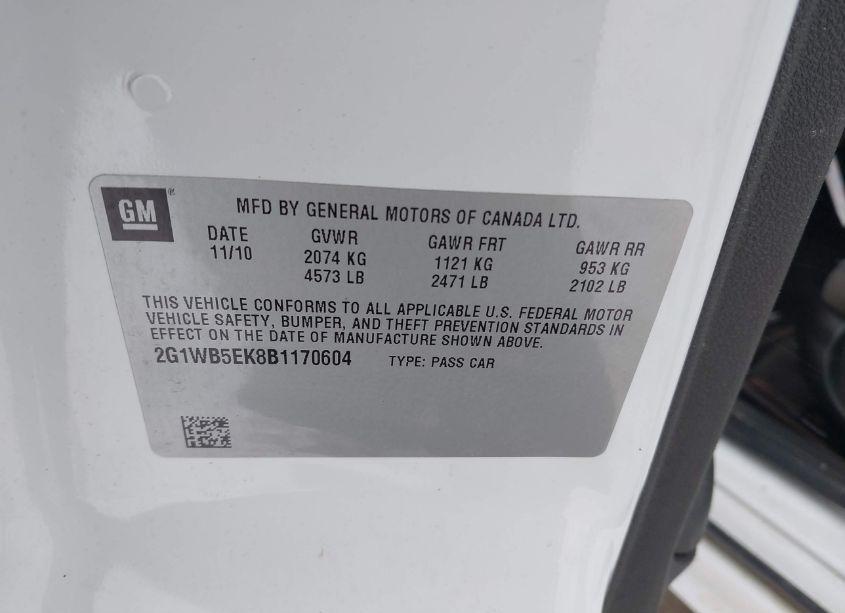 GM ®
MFD BY GENERAL MOTORS OF CANADA LTD.
DATE GVWR GAWR FRT GAWR RR
11/10 2074 KG 1121 KG 953 KG
4573 LB 2471 LB 2102 LB
THIS VEHICLE CONFORMS TO ALL APPLICABLE U.S. FEDERAL MOTOR
VEHICLE SAFETY, BUMPER, AND THEFT PREVENTION STANDARDS IN
EFFECT ON THE DATE OF MANUFACTURE SHOWN ABOVE.
2G1WB5EK8B1170604 TYPE: PASS CAR